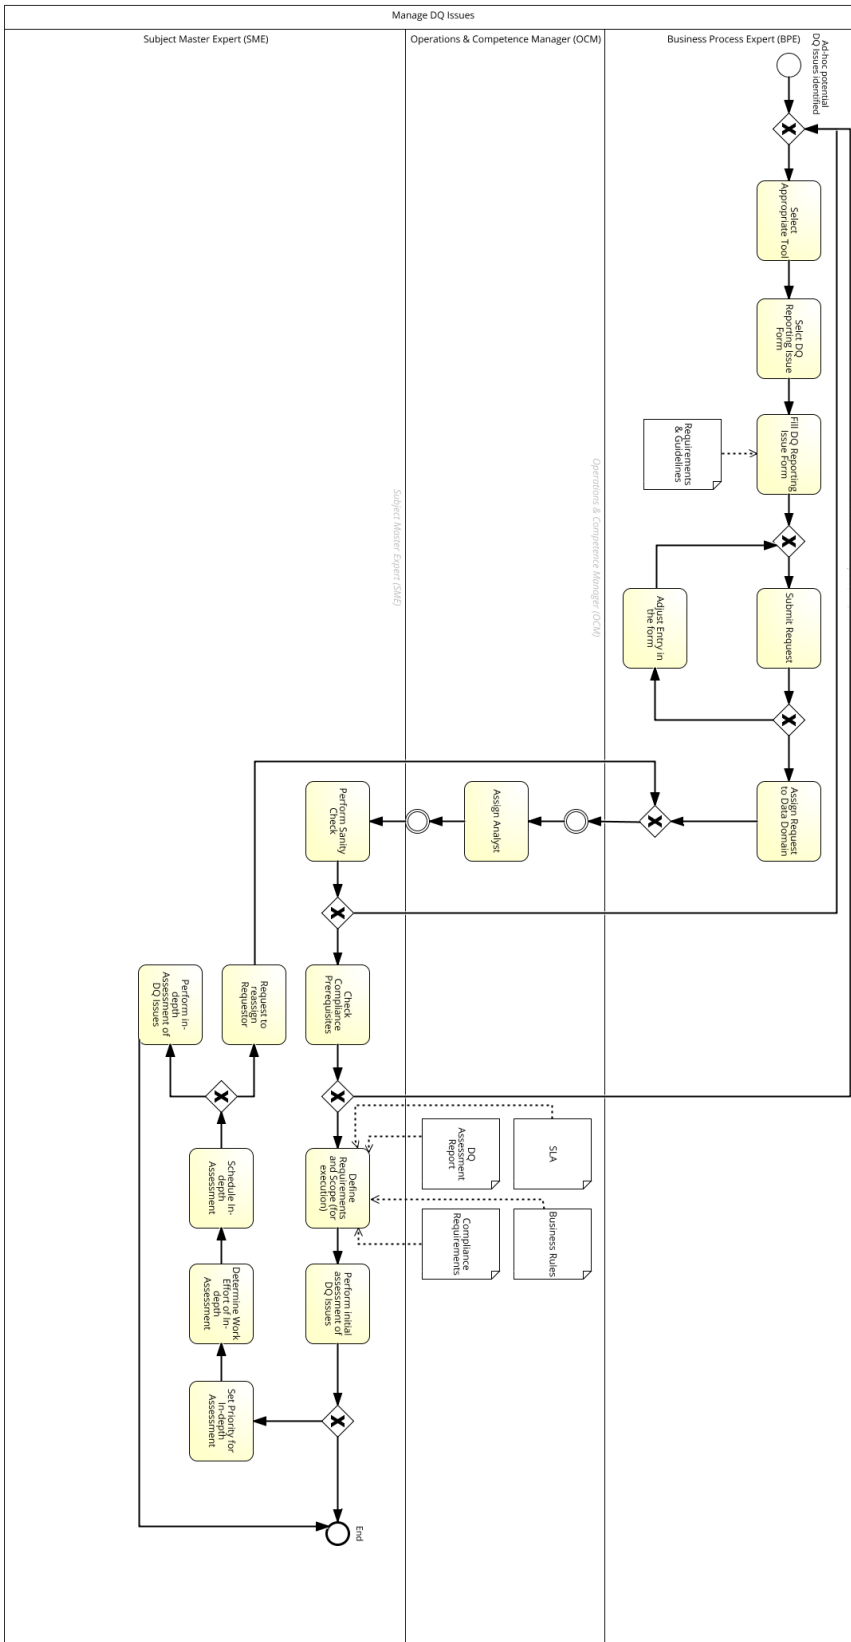 Manage DQ Issues
Subject Master Expert (SME)
Operations & Competence Manager (OCM)
Business Process Expert (BPE)
Ad-hoc potential
DQ Issues identified
Select
Appropriate Tool
Selct DQ
Reporting Issue
Form
Fill DQ Reporting
Issue Form
Requirements
& Guidelines
Operations & Competence Manager (OCM)
Subject Master Expert (SME)
Submit Request
Adjust Entry in
the form
Assign Request
to Data Domain
Assign Analyst
Perform Sanity
Check
Check
Compliance
Prerequisites
Request to
reassign
Requestor
Perform in-
depth
Assessment of
DQ Issues
SLA
DQ
Assessment
Report
Business Rules
Compliance
Requirements
Define
Requirements
and Scope (for
execution)
Schedule In-
depth
Assessment
Perform initial
assessment of
DQ Issues
Determine Work
Effort of In-
depth
Assessment
Set Priority for
In-depth
Assessment
End